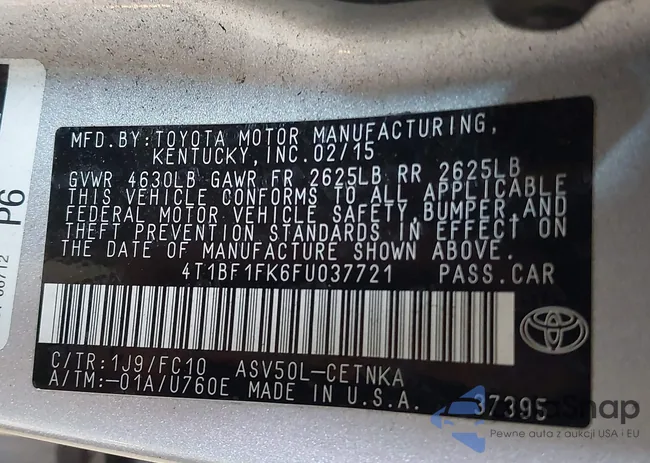 MFD.BY:TOYOTA MOTOR MANUFACTURING,
KENTUCKY,INC.02/15
GVWR 4630LB GAWR FR 2625LB RR 2625LB
THIS VEHICLE CONFORMS TO ALL APPLICABLE
FEDERAL MOTOR VEHICLE SAFETY,BUMPER,AND
THEFT PREVENTION STANDARDS IN EFFECT ON
THE DATE OF MANUFACTURE SHOWN ABOVE.
4T1BF1FK6FU037721 PASS.CAR
C/TR:1J9/FC10 ASV50L-CETNKA
A/TM:-01A/U760E MADE IN U.S.A. 37395
P6
Pewne auta z aukcji USA i EU